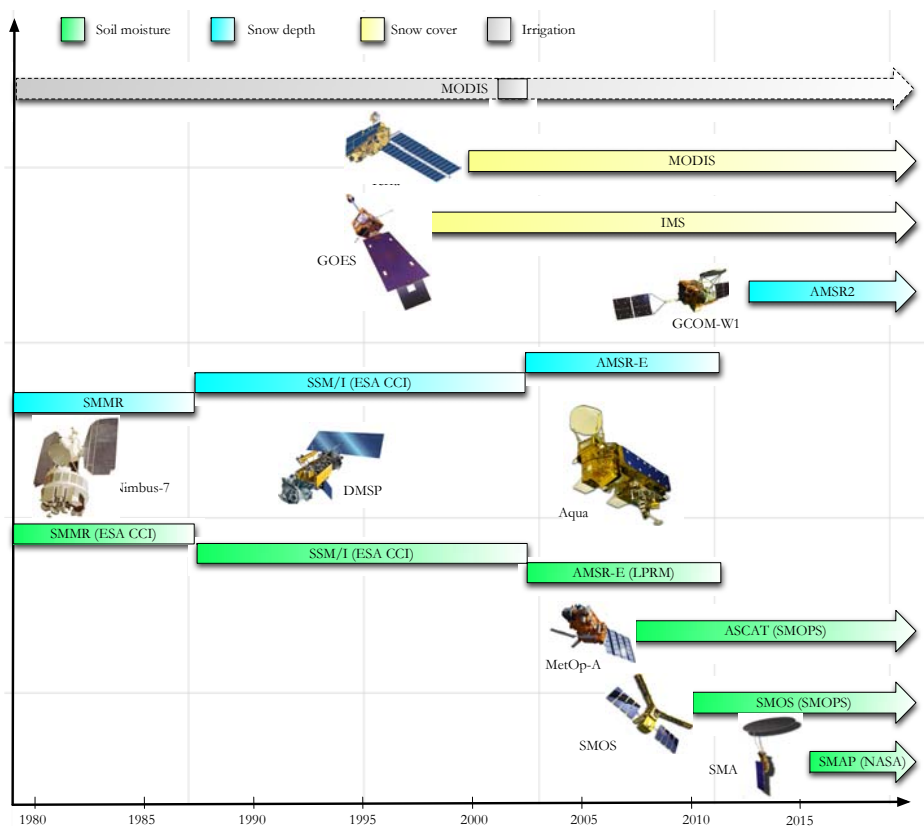 Soil moisture
Snow depth
Snow cover
Irrigation
MODIS
MODIS
IMS
GOES
AMSR2
GCOM-W1
AMSR-E
SSM/I (ESA CCI)
SMMR
Nimbus-7
DMSP
Aqua
SMMR (ESA CCI)
SSM/I (ESA CCI)
AMSR-E (LPRM)
ASCAT (SMOPS)
MetOp-A
SMOS (SMOPS)
SMOS
SMA
SMAP (NASA)
1980 1985 1990 1995 2000 2005 2010 2015